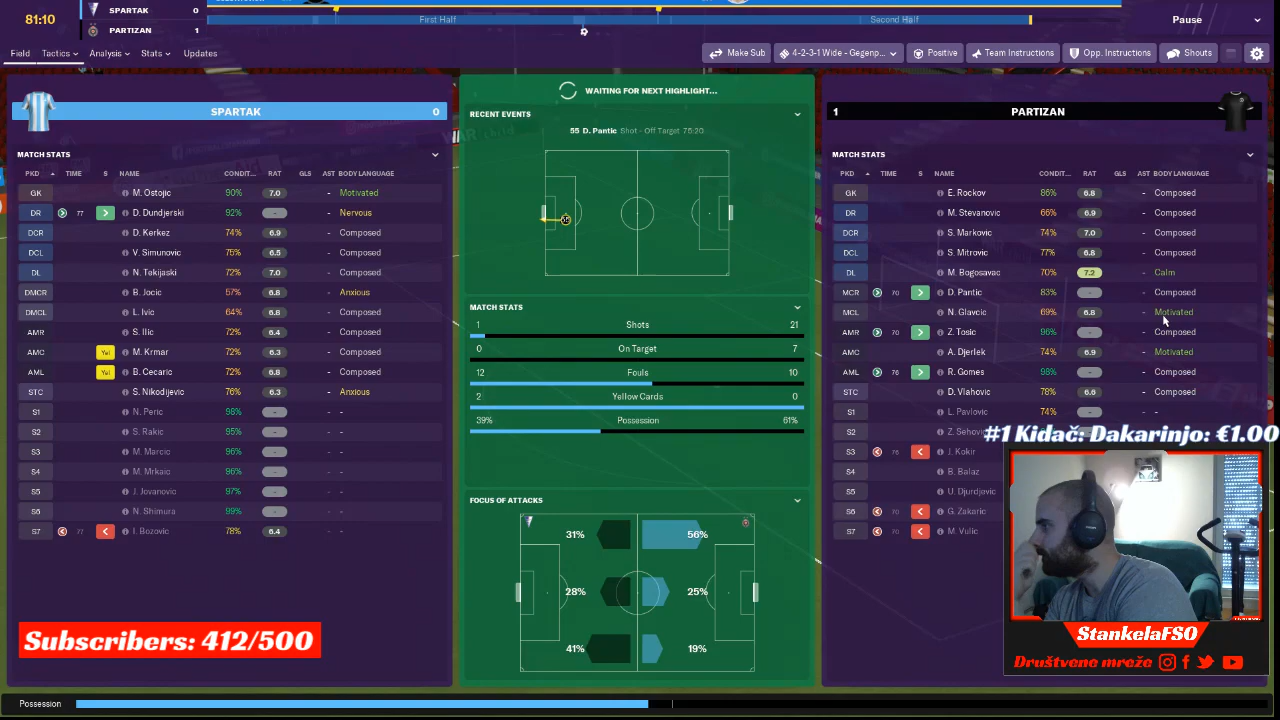 81:10
SPARTAK 0
PARTIZAN 1
First Half
Second Half
Pause
Field Tactics Analysis Stats Updates
Make Sub 4-2-3-1 Wide - Gegenp... Positive Team Instructions Opp. Instructions Shouts
SPARTAK 0
MATCH STATS
PKD TIME S NAME CONDIT... RAT GLS AST BODY LANGUAGE
GK M. Ostojic 90% 7.0 Motivated
DR 77 D. Dundjerski 92% - - Nervous
DCR D. Kerkez 74% 6.9 - Composed
DCL V. Simunovic 75% 6.5 - Composed
DL N. Tekijaski 72% 7.0 - Composed
DMCR B. Jocic 57% 6.8 - Anxious
DMCL L. Ivic 64% 6.8 - Composed
AMR S. Ilic 72% 6.4 - Composed
AMC Yel M. Krmar 72% 6.3 - Composed
AML Yel B. Cecaric 72% 6.8 - Composed
STC S. Nikodijevic 76% 6.3 - Anxious
S1 N. Peric 98% - - -
S2 S. Rakic 95% - - -
S3 M. Marcic 96% - - -
S4 M. Mrkaic 96% - - -
S5 J. Jovanovic 97% - - -
S6 N. Shimura 99% - - -
S7 77 I. Bozovic 78% 6.4 - -
Subscribers: 412/500
WAITING FOR NEXT HIGHLIGHT...
RECENT EVENTS
55 D. Pantic Shot - Off Target 75:20
MATCH STATS
1 Shots 21
0 On Target 7
12 Fouls 10
2 Yellow Cards 0
39% Possession 61%
FOCUS OF ATTACKS
31% 56%
28% 25%
41% 19%
1 PARTIZAN
MATCH STATS
PKD TIME S NAME CONDIT... RAT GLS AST BODY LANGUAGE
GK E. Rockov 86% 6.8 - Composed
DR M. Stevanovic 66% 6.9 - Composed
DCR S. Markovic 74% 7.0 - Composed
DCL S. Mitrovic 77% 6.8 - Composed
DL M. Bogosavac 70% 7.2 - Calm
MCR 70 D. Pantic 83% - - Composed
MCL N. Glavcic 69% 6.8 - Motivated
AMR 70 Z. Tosic 96% - - Composed
AMC A. Djerlek 74% 6.9 - Motivated
AML 76 R. Gomes 98% - - Composed
STC D. Vlahovic 78% 6.6 - Composed
S1 L. Pavlovic 74% - - -
S2 Z. Sehov
S3 76 J. Kokir
S4 B. Balaz
S5 U. Djurdjevic
S6 70 G. Zakaric
S7 70 M. Vulic
#1 Kidač: Dakarinjo: €1.00
StankelaFSO
Društvene mreže
Possession